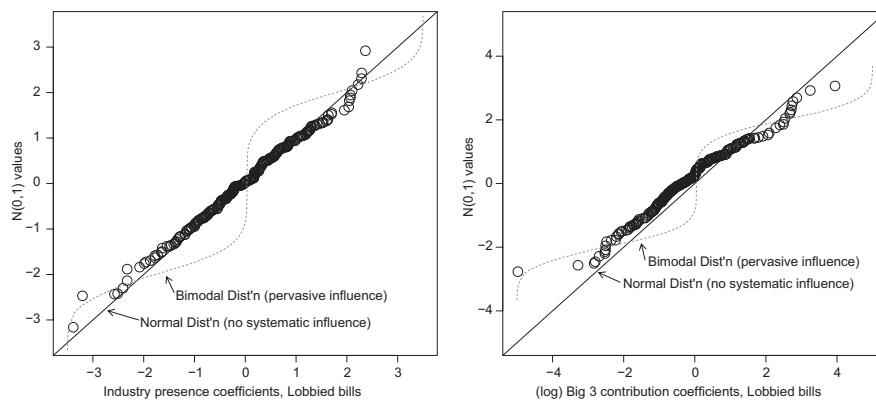 3
2
1
0
−1
−2
−3
N(0,1) values
Bimodal Dist'n (pervasive influence)
Normal Dist'n (no systematic influence)
−3 −2 −1 0 1 2 3
Industry presence coefficients, Lobbied bills
4
2
0
−2
−4
N(0,1) values
Bimodal Dist'n (pervasive influence)
Normal Dist'n (no systematic influence)
−4 −2 0 2 4
(log) Big 3 contribution coefficients, Lobbied bills